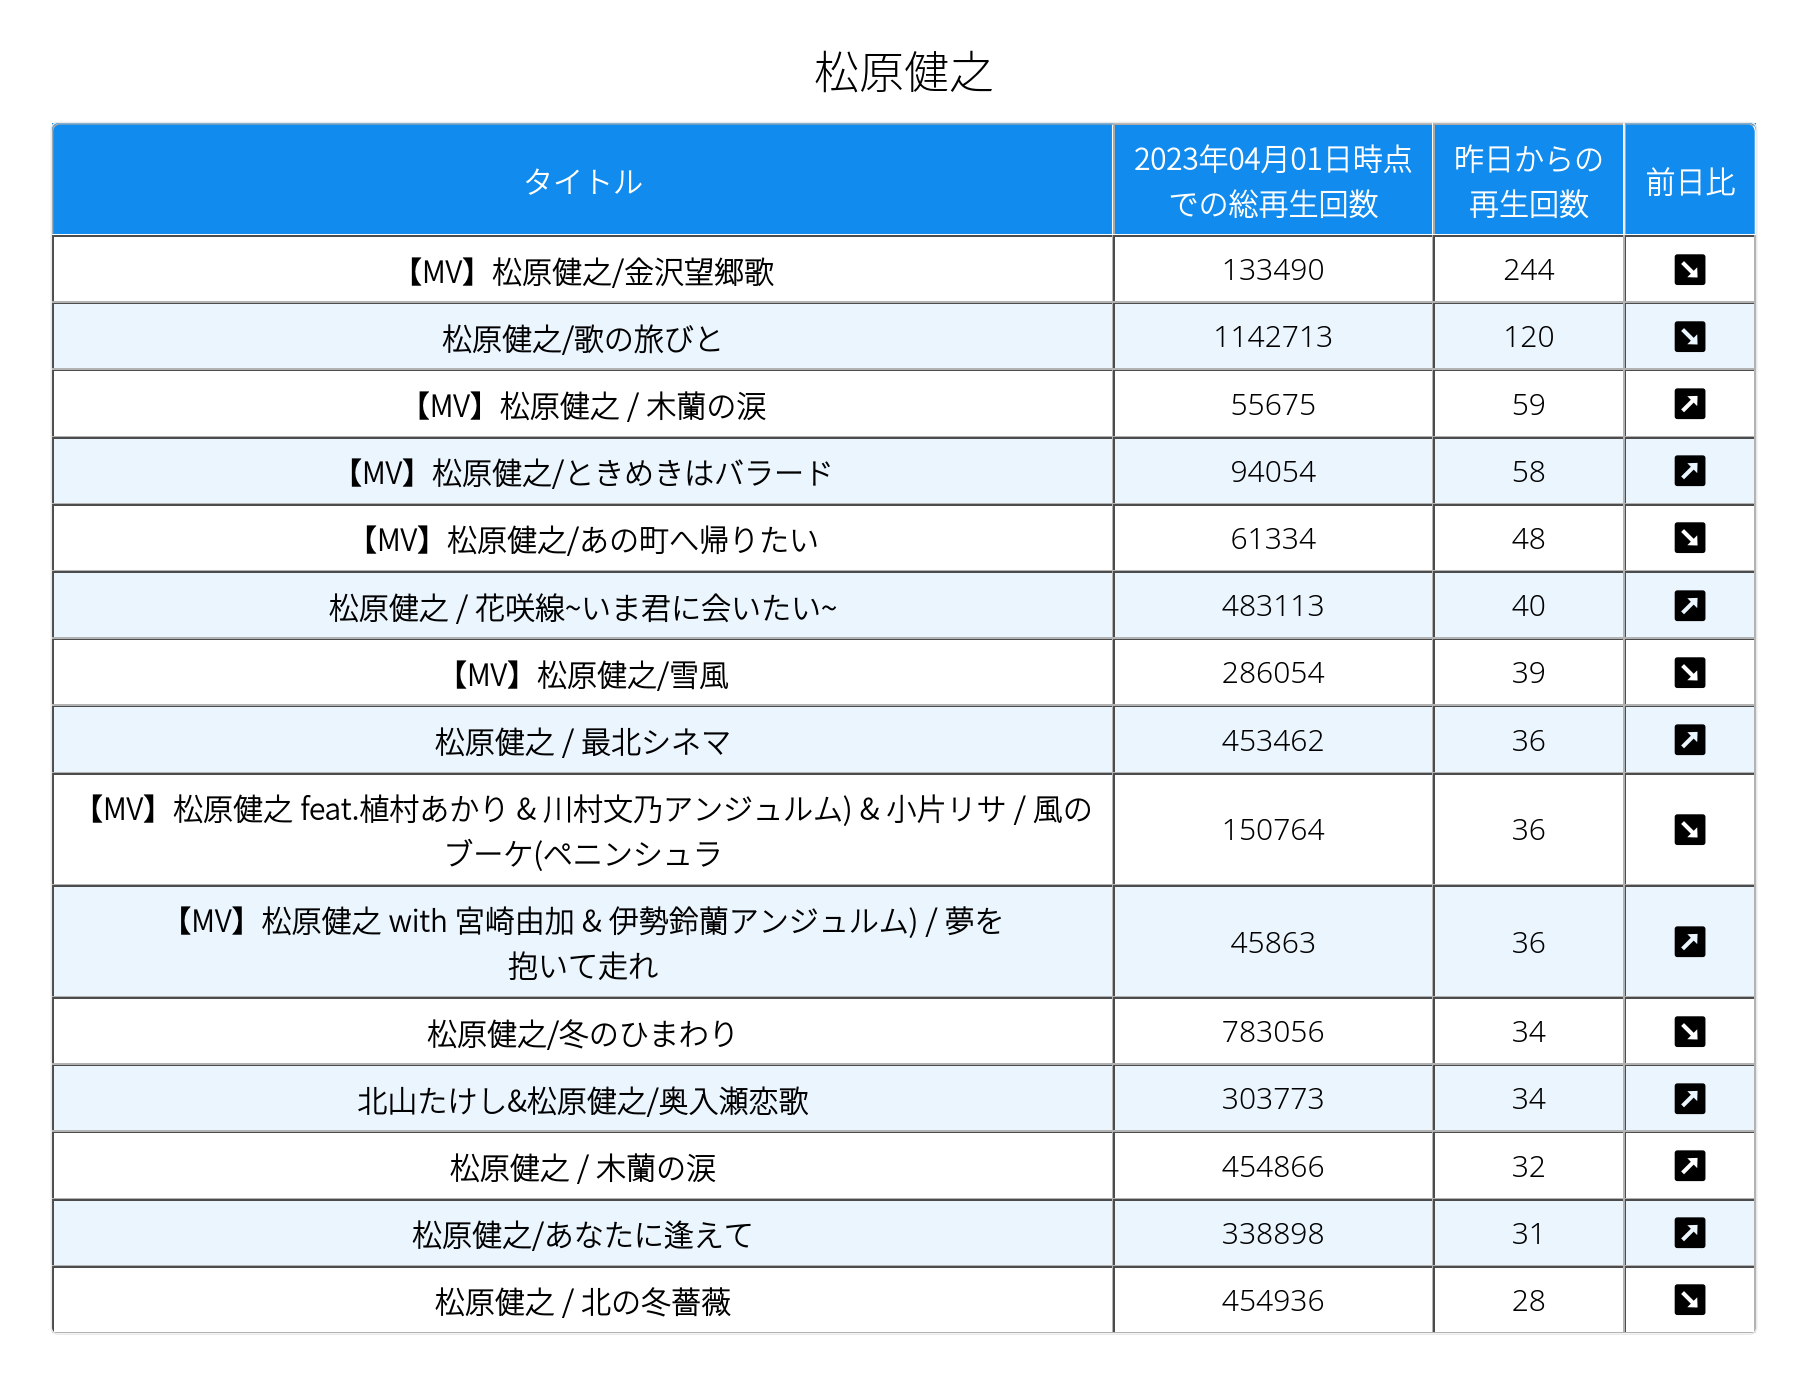 松原健之
タイトル
2023年04月01日時点
での総再生回数
昨日からの
再生回数
前日比
【MV】松原健之/金沢望郷歌 133490 244
松原健之/歌の旅びと 1142713 120
【MV】松原健之 / 木蘭の涙 55675 59
【MV】松原健之/ときめきはバラード 94054 58
【MV】松原健之/あの町へ帰りたい 61334 48
松原健之 / 花咲線~いま君に会いたい~ 483113 40
【MV】松原健之/雪風 286054 39
松原健之 / 最北シネマ 453462 36
【MV】松原健之 feat.植村あかり & 川村文乃アンジュルム) & 小片リサ / 風の
ブーケ(ペニンシュラ 150764 36
【MV】松原健之 with 宮崎由加 & 伊勢鈴蘭アンジュルム) / 夢を
抱いて走れ 45863 36
松原健之/冬のひまわり 783056 34
北山たけし&松原健之/奥入瀬恋歌 303773 34
松原健之 / 木蘭の涙 454866 32
松原健之/あなたに逢えて 338898 31
松原健之 / 北の冬薔薇 454936 28